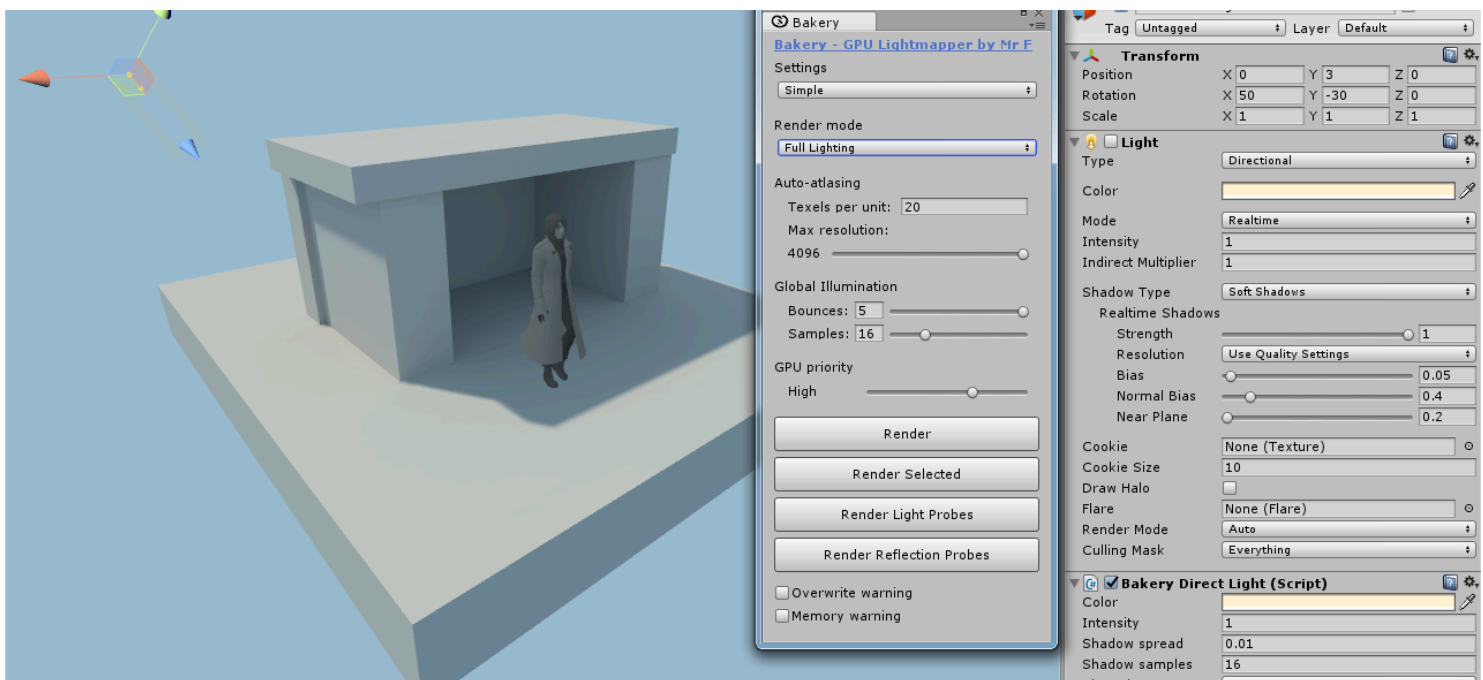 Bakery
Bakery - GPU Lightmapper by Mr F
Settings
Simple
Render mode
Full Lighting
Auto-atlasing
Texels per unit: 20
Max resolution:
4096
Global Illumination
Bounces: 5
Samples: 16
GPU priority
High
Render
Render Selected
Render Light Probes
Render Reflection Probes
Overwrite warning
Memory warning
Tag Untagged Layer Default
Transform
Position X 0 Y 3 Z 0
Rotation X 50 Y -30 Z 0
Scale X 1 Y 1 Z 1
Light
Type Directional
Color
Mode Realtime
Intensity 1
Indirect Multiplier 1
Shadow Type Soft Shadows
Realtime Shadows
Strength 1
Resolution Use Quality Settings
Bias 0.05
Normal Bias 0.4
Near Plane 0.2
Cookie None (Texture)
Cookie Size 10
Draw Halo
Flare None (Flare)
Render Mode Auto
Culling Mask Everything
Bakery Direct Light (Script)
Color
Intensity 1
Shadow spread 0.01
Shadow samples 16